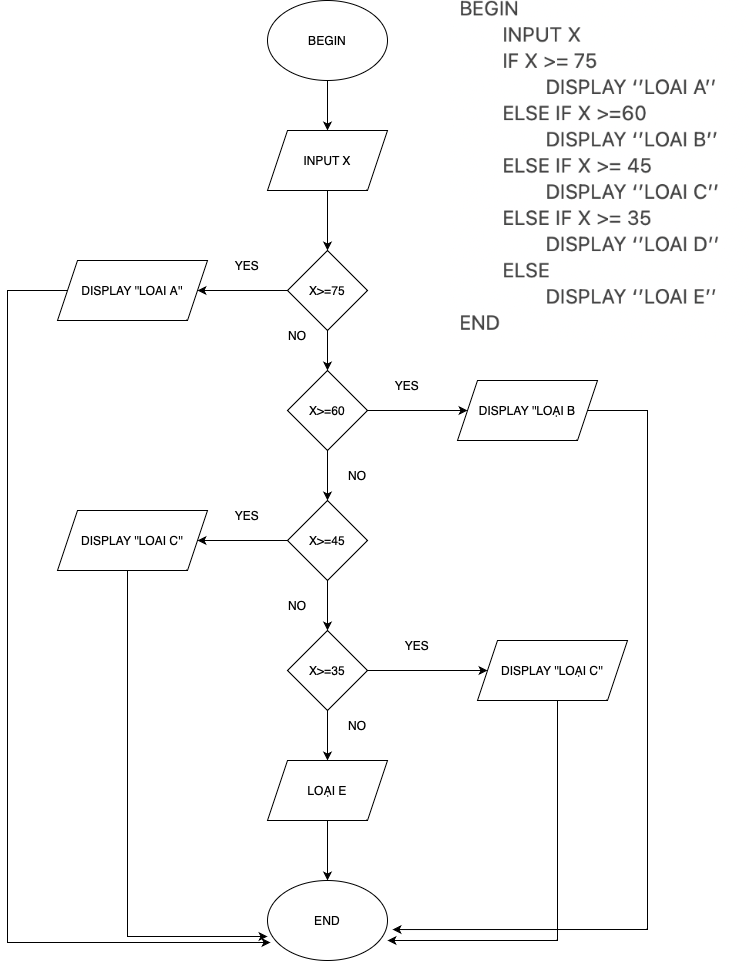 BEGIN
INPUT X
X>=75
YES
DISPLAY "LOAI A"
NO
X>=60
YES
DISPLAY "LOẠI B
NO
X>=45
YES
DISPLAY "LOAI C"
NO
X>=35
YES
DISPLAY "LOẠI C"
NO
LOẠI E
END
BEGIN
INPUT X
IF X >= 75
DISPLAY ‘’LOAI A’’
ELSE IF X >=60
DISPLAY ‘’LOAI B’’
ELSE IF X >= 45
DISPLAY ‘’LOAI C’’
ELSE IF X >= 35
DISPLAY ‘’LOAI D’’
ELSE
DISPLAY ‘’LOAI E’’
END